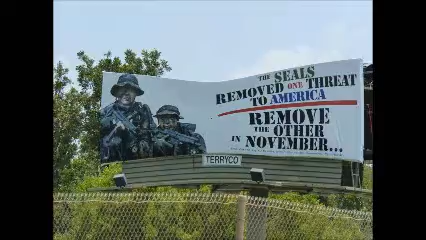 THE SEALS
REMOVED ONE THREAT
TO AMERICA
REMOVE
THE OTHER
IN NOVEMBER...
TERRYCO